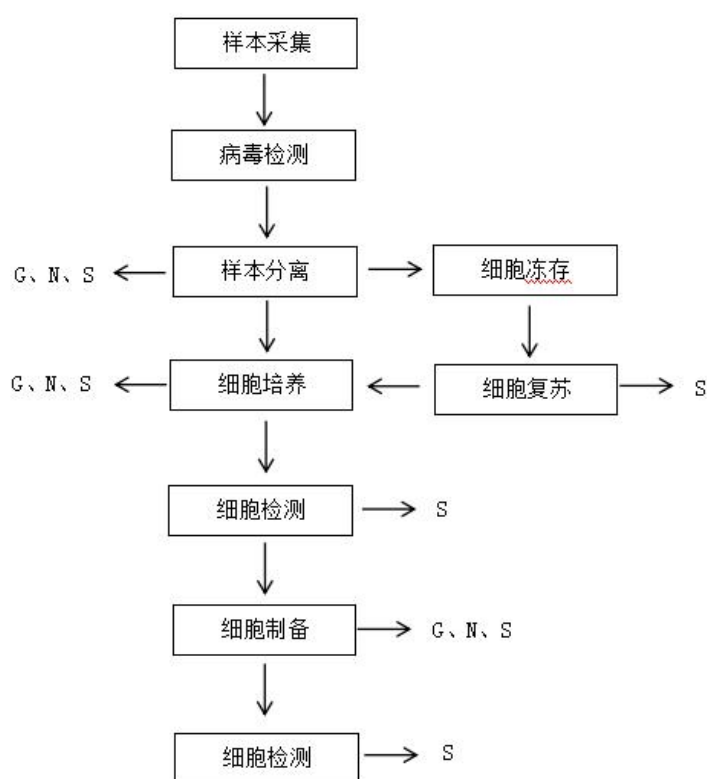 样本采集
病毒检测
G、N、S
样本分离
细胞冻存
G、N、S
细胞培养
细胞复苏
S
细胞检测
S
细胞制备
G、N、S
细胞检测
S